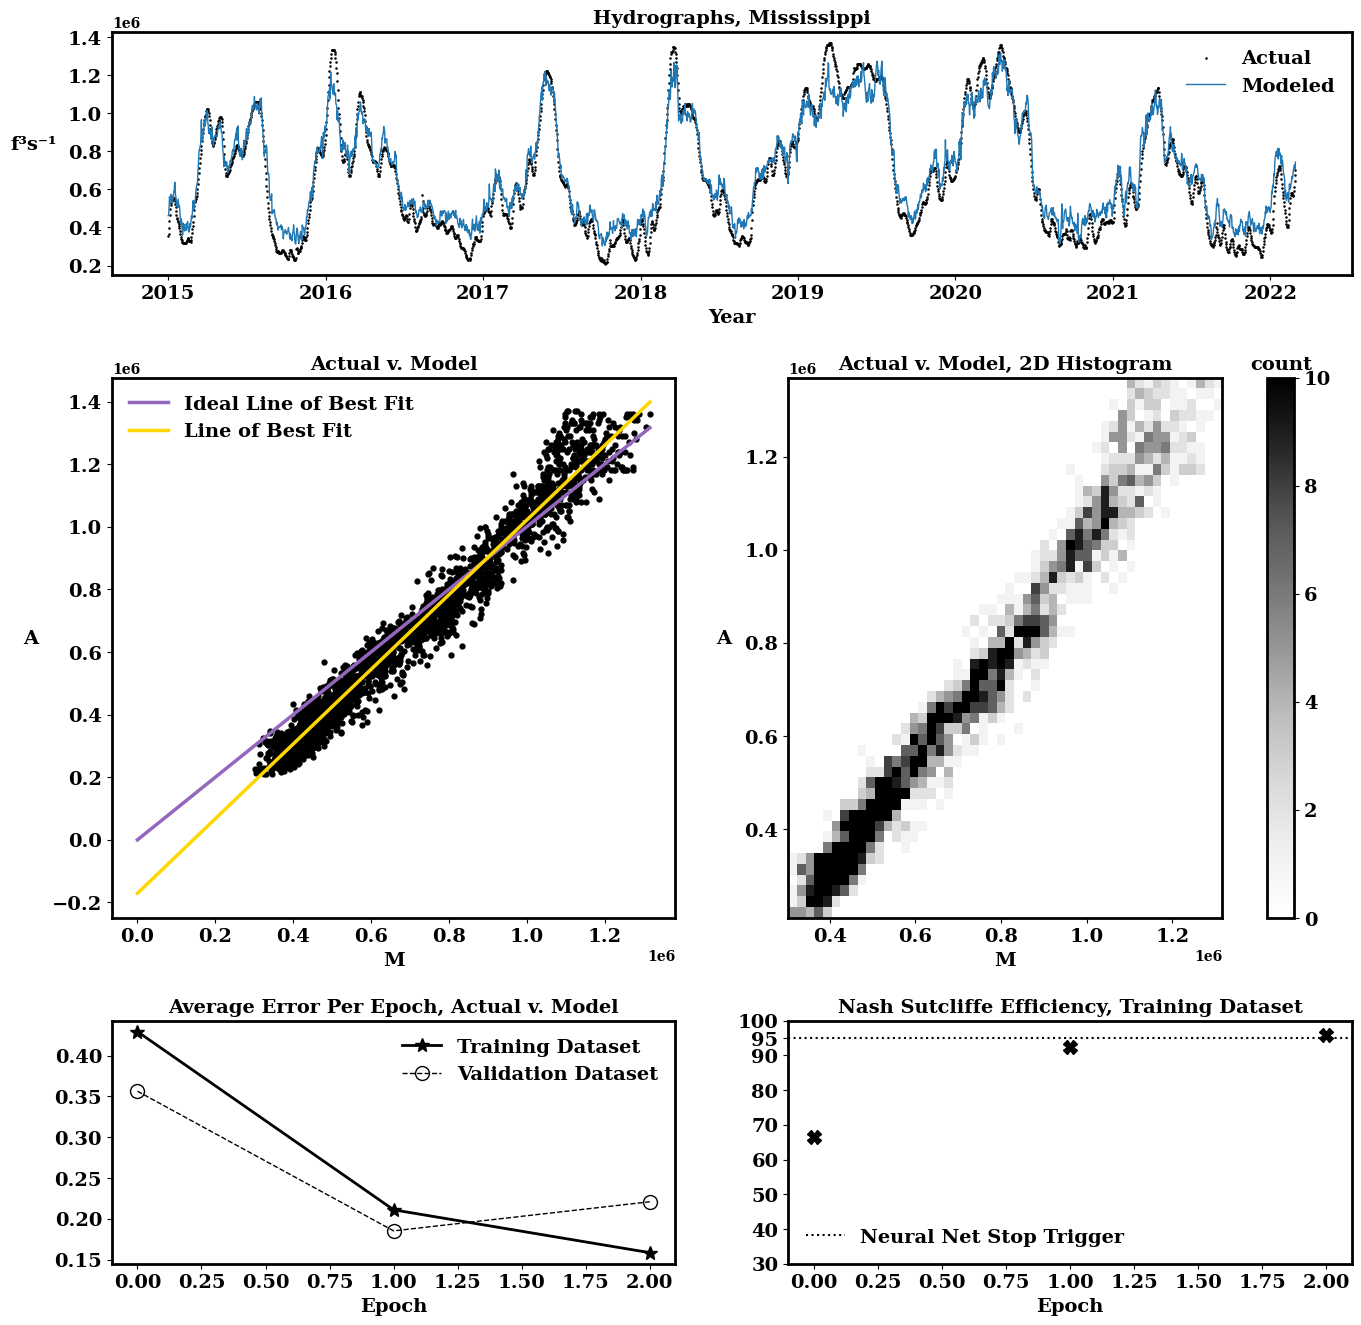 Hydrographs, Mississippi
1e6
1.4
1.2
1.0
0.8
0.6
0.4
0.2
f³s⁻¹
Actual
Modeled
2015 2016 2017 2018 2019 2020 2021 2022
Year
Actual v. Model
1e6
1.4
1.2
1.0
0.8
0.6
0.4
0.2
0.0
−0.2
A
Ideal Line of Best Fit
Line of Best Fit
0.0 0.2 0.4 0.6 0.8 1.0 1.2
M
1e6
Actual v. Model, 2D Histogram
1e6
1.2
1.0
0.8
0.6
0.4
A
0.4 0.6 0.8 1.0 1.2
M
1e6
count
10
8
6
4
2
0
Average Error Per Epoch, Actual v. Model
0.40
0.35
0.30
0.25
0.20
0.15
Training Dataset
Validation Dataset
0.00 0.25 0.50 0.75 1.00 1.25 1.50 1.75 2.00
Epoch
Nash Sutcliffe Efficiency, Training Dataset
100
95
90
80
70
60
50
40
30
Neural Net Stop Trigger
0.00 0.25 0.50 0.75 1.00 1.25 1.50 1.75 2.00
Epoch